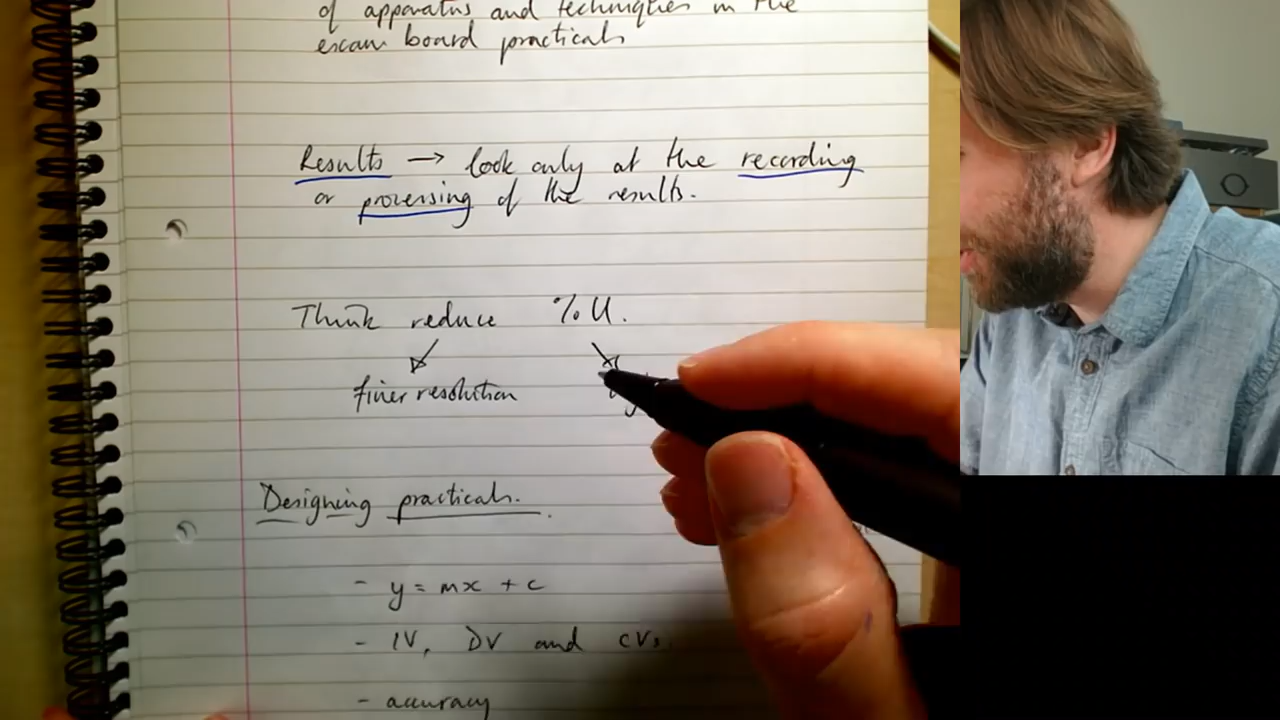 of apparatus and techniques in the
exam board practicals
Results → look only at the recording
or processing of the results.
Think reduce %U.
finer resolution
Designing practicals.
- y = mx + c
- IV, DV and CVs
- accuracy